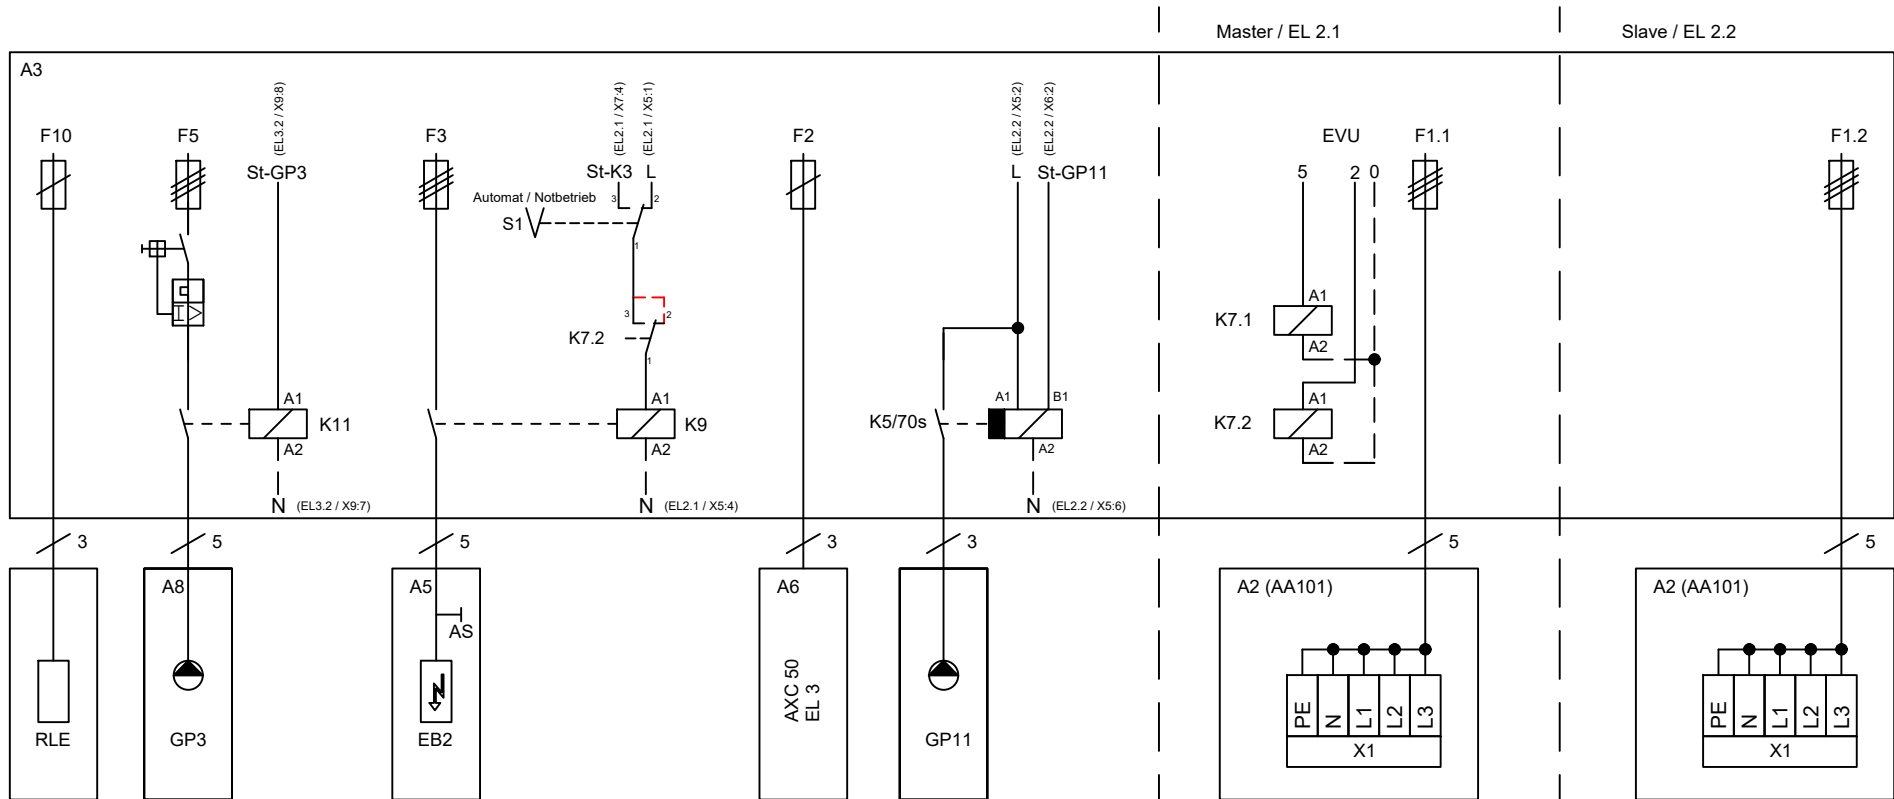 Master / EL 2.1
Slave / EL 2.2
A3
(EL3.2 / X9:8)
(EL2.1 / X7:4)
(EL2.1 / X5:1)
(EL2.2 / X5:2)
(EL2.2 / X6:2)
F10
F5
F3
F2
EVU
F1.1
F1.2
St-GP3
St-K3
L
L
St-GP11
5
2
0
Automat / Notbetrieb
3
2
S1
1
3
2
K7.2
1
K7.1
A1
A2
A1
K11
A2
A1
K9
A2
K5/70s
A1
B1
A2
K7.2
A1
A2
N
(EL3.2 / X9:7)
N
(EL2.1 / X5:4)
N
(EL2.2 / X5:6)
3
5
5
3
3
5
5
A8
A5
A6
A2 (AA101)
A2 (AA101)
AS
AXC 50
EL 3
PE
N
L1
L2
L3
PE
N
L1
L2
L3
RLE
GP3
EB2
GP11
X1
X1